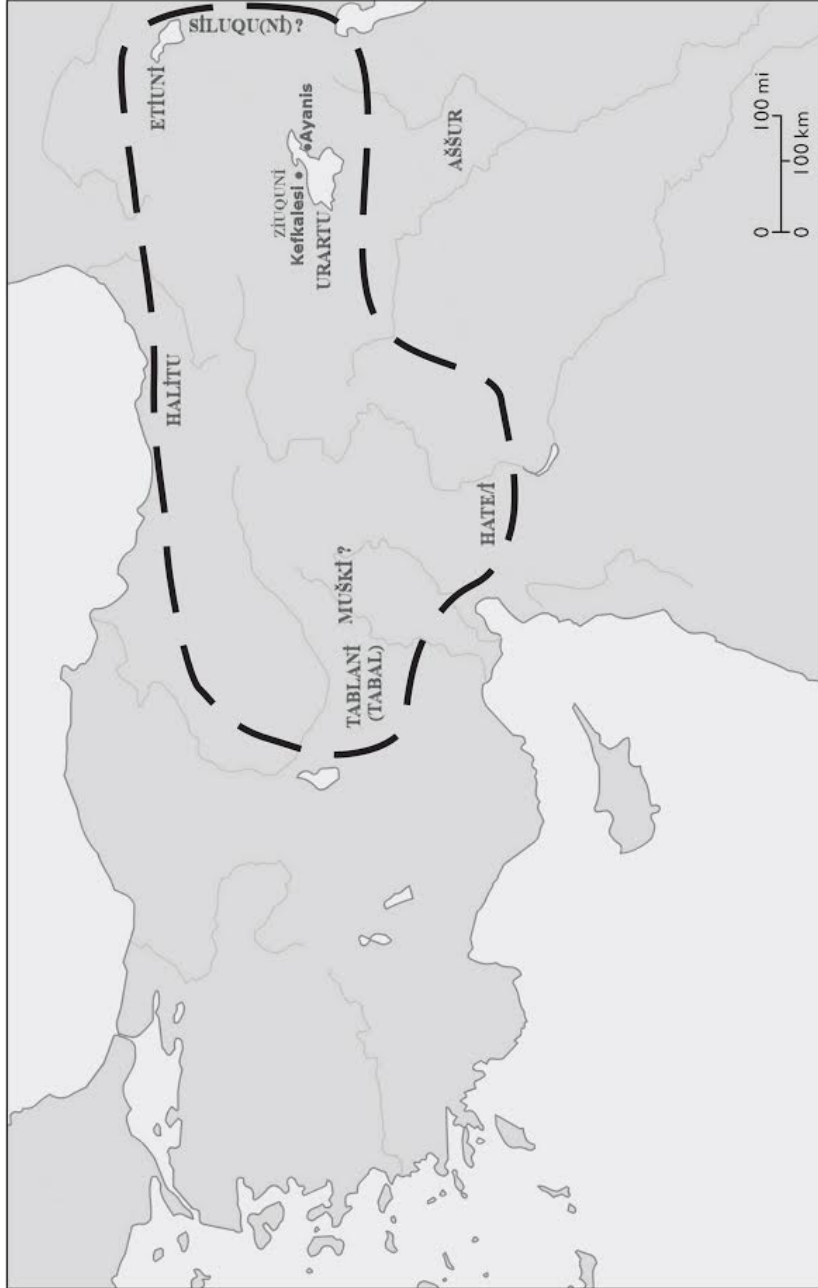 HALİTU
ETİUNİ
SİLUQU(Nİ) ?
ZİUQUNİ
Kefkalesi
Ayanis
URARTU
TABLANİ
(TABAL)
MUŠKİ ?
HATE/İ
AŠŠUR
0 100 mi
0 100 km